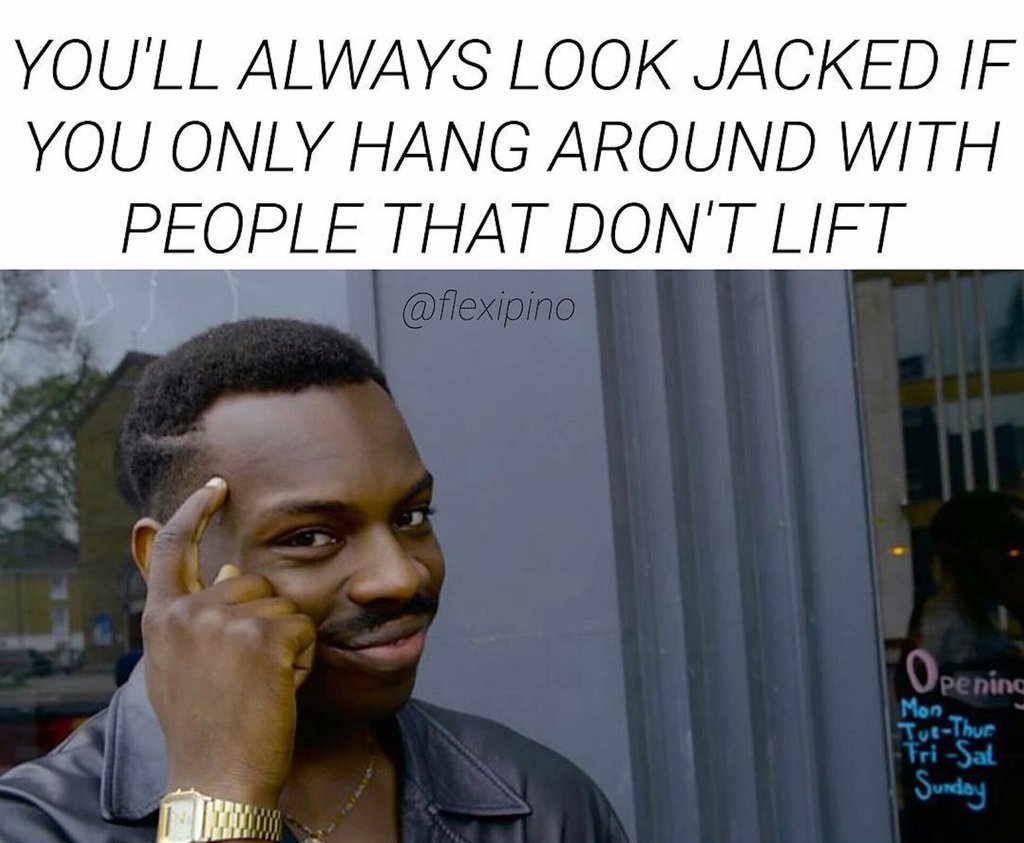 YOU'LL ALWAYS LOOK JACKED IF
YOU ONLY HANG AROUND WITH
PEOPLE THAT DON'T LIFT
@flexipino
Opening
Mon
Tue-Thur
Fri-Sat
Sunday